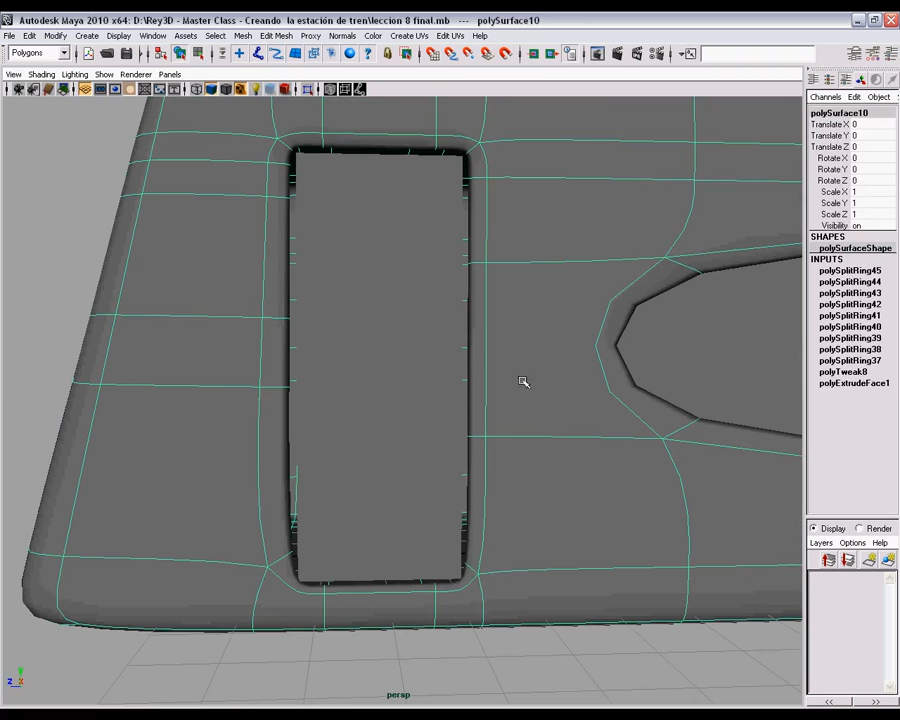 Autodesk Maya 2010 x64: D:\Rey3D - Master Class - Creando la estación de tren\leccion 8 final.mb --- polySurface10
File Edit Modify Create Display Window Assets Select Mesh Edit Mesh Proxy Normals Color Create UVs Edit UVs Help
Polygons
View Shading Lighting Show Renderer Panels
Channels Edit Object
polySurface10
Translate X 0
Translate Y 0
Translate Z 0
Rotate X 0
Rotate Y 0
Rotate Z 0
Scale X 1
Scale Y 1
Scale Z 1
Visibility on
SHAPES
polySurfaceShape
INPUTS
polySplitRing45
polySplitRing44
polySplitRing43
polySplitRing42
polySplitRing41
polySplitRing40
polySplitRing39
polySplitRing38
polySplitRing37
polyTweak8
polyExtrudeFace1
Display Render
Layers Options Help
y
z x
persp
<< >>